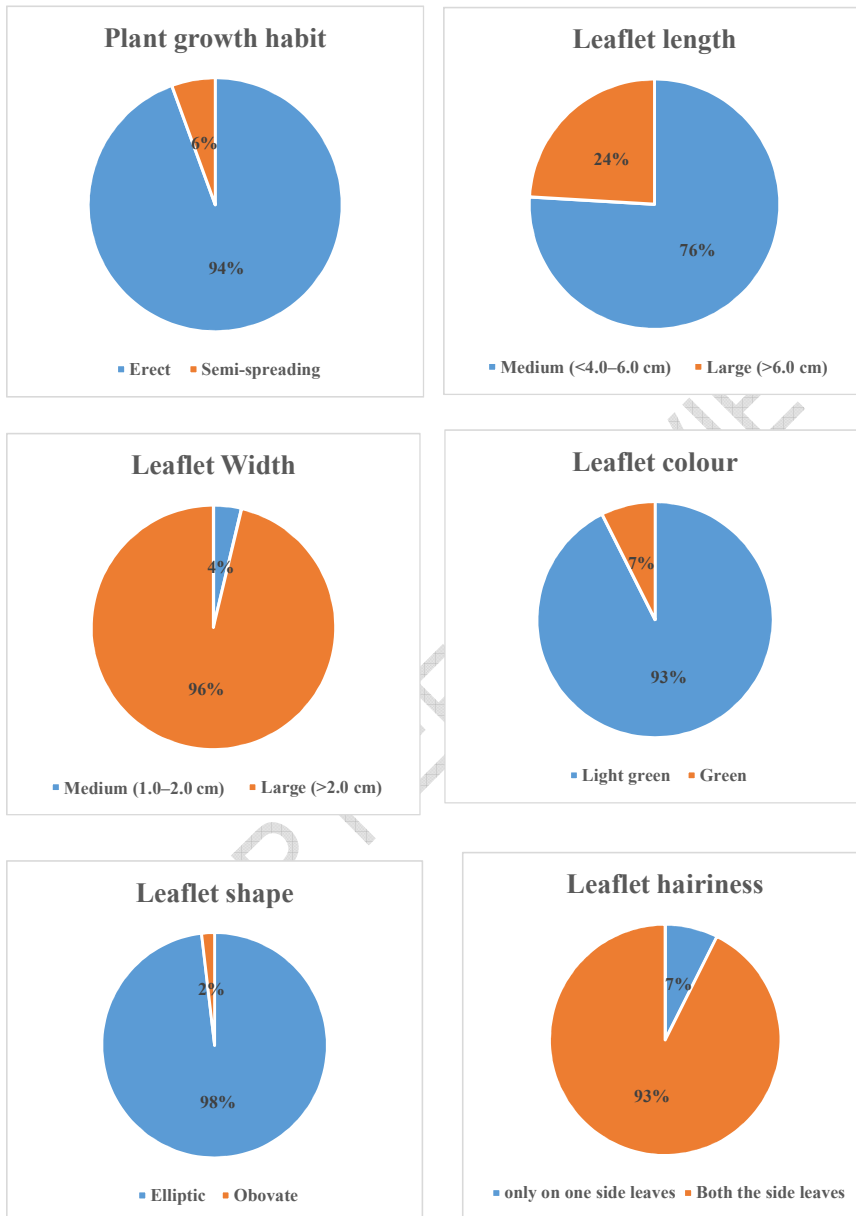 Plant growth habit
6%
94%
Erect Semi-spreading
Leaflet length
24%
76%
Medium (<4.0–6.0 cm) Large (>6.0 cm)
Leaflet Width
4%
96%
Medium (1.0–2.0 cm) Large (>2.0 cm)
Leaflet colour
7%
93%
Light green Green
Leaflet shape
2%
98%
Elliptic Obovate
Leaflet hairiness
7%
93%
only on one side leaves Both the side leaves